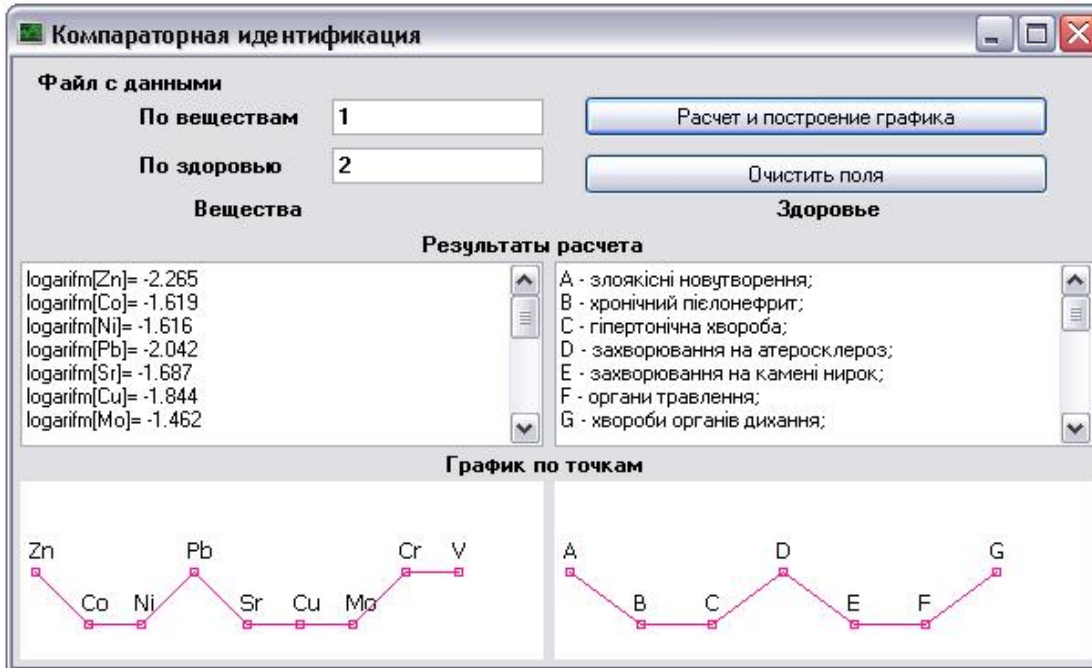 Компараторная идентификация
Файл с данными
По веществам 1 Расчет и построение графика
По здоровью 2 Очистить поля
Вещества Здоровье
Результаты расчета
logarifm[Zn]= -2.265
logarifm[Co]= -1.619
logarifm[Ni]= -1.616
logarifm[Pb]= -2.042
logarifm[Sr]= -1.687
logarifm[Cu]= -1.844
logarifm[Mo]= -1.462
A - злоякісні новутворення;
B - хронічний пієлонефрит;
C - гіпертонічна хвороба;
D - захворювання на атеросклероз;
E - захворювання на камені нирок;
F - органи травлення;
G - хвороби органів дихання;
График по точкам
Zn Pb Cr V
Co Ni Sr Cu Mo
A D G
B C E F